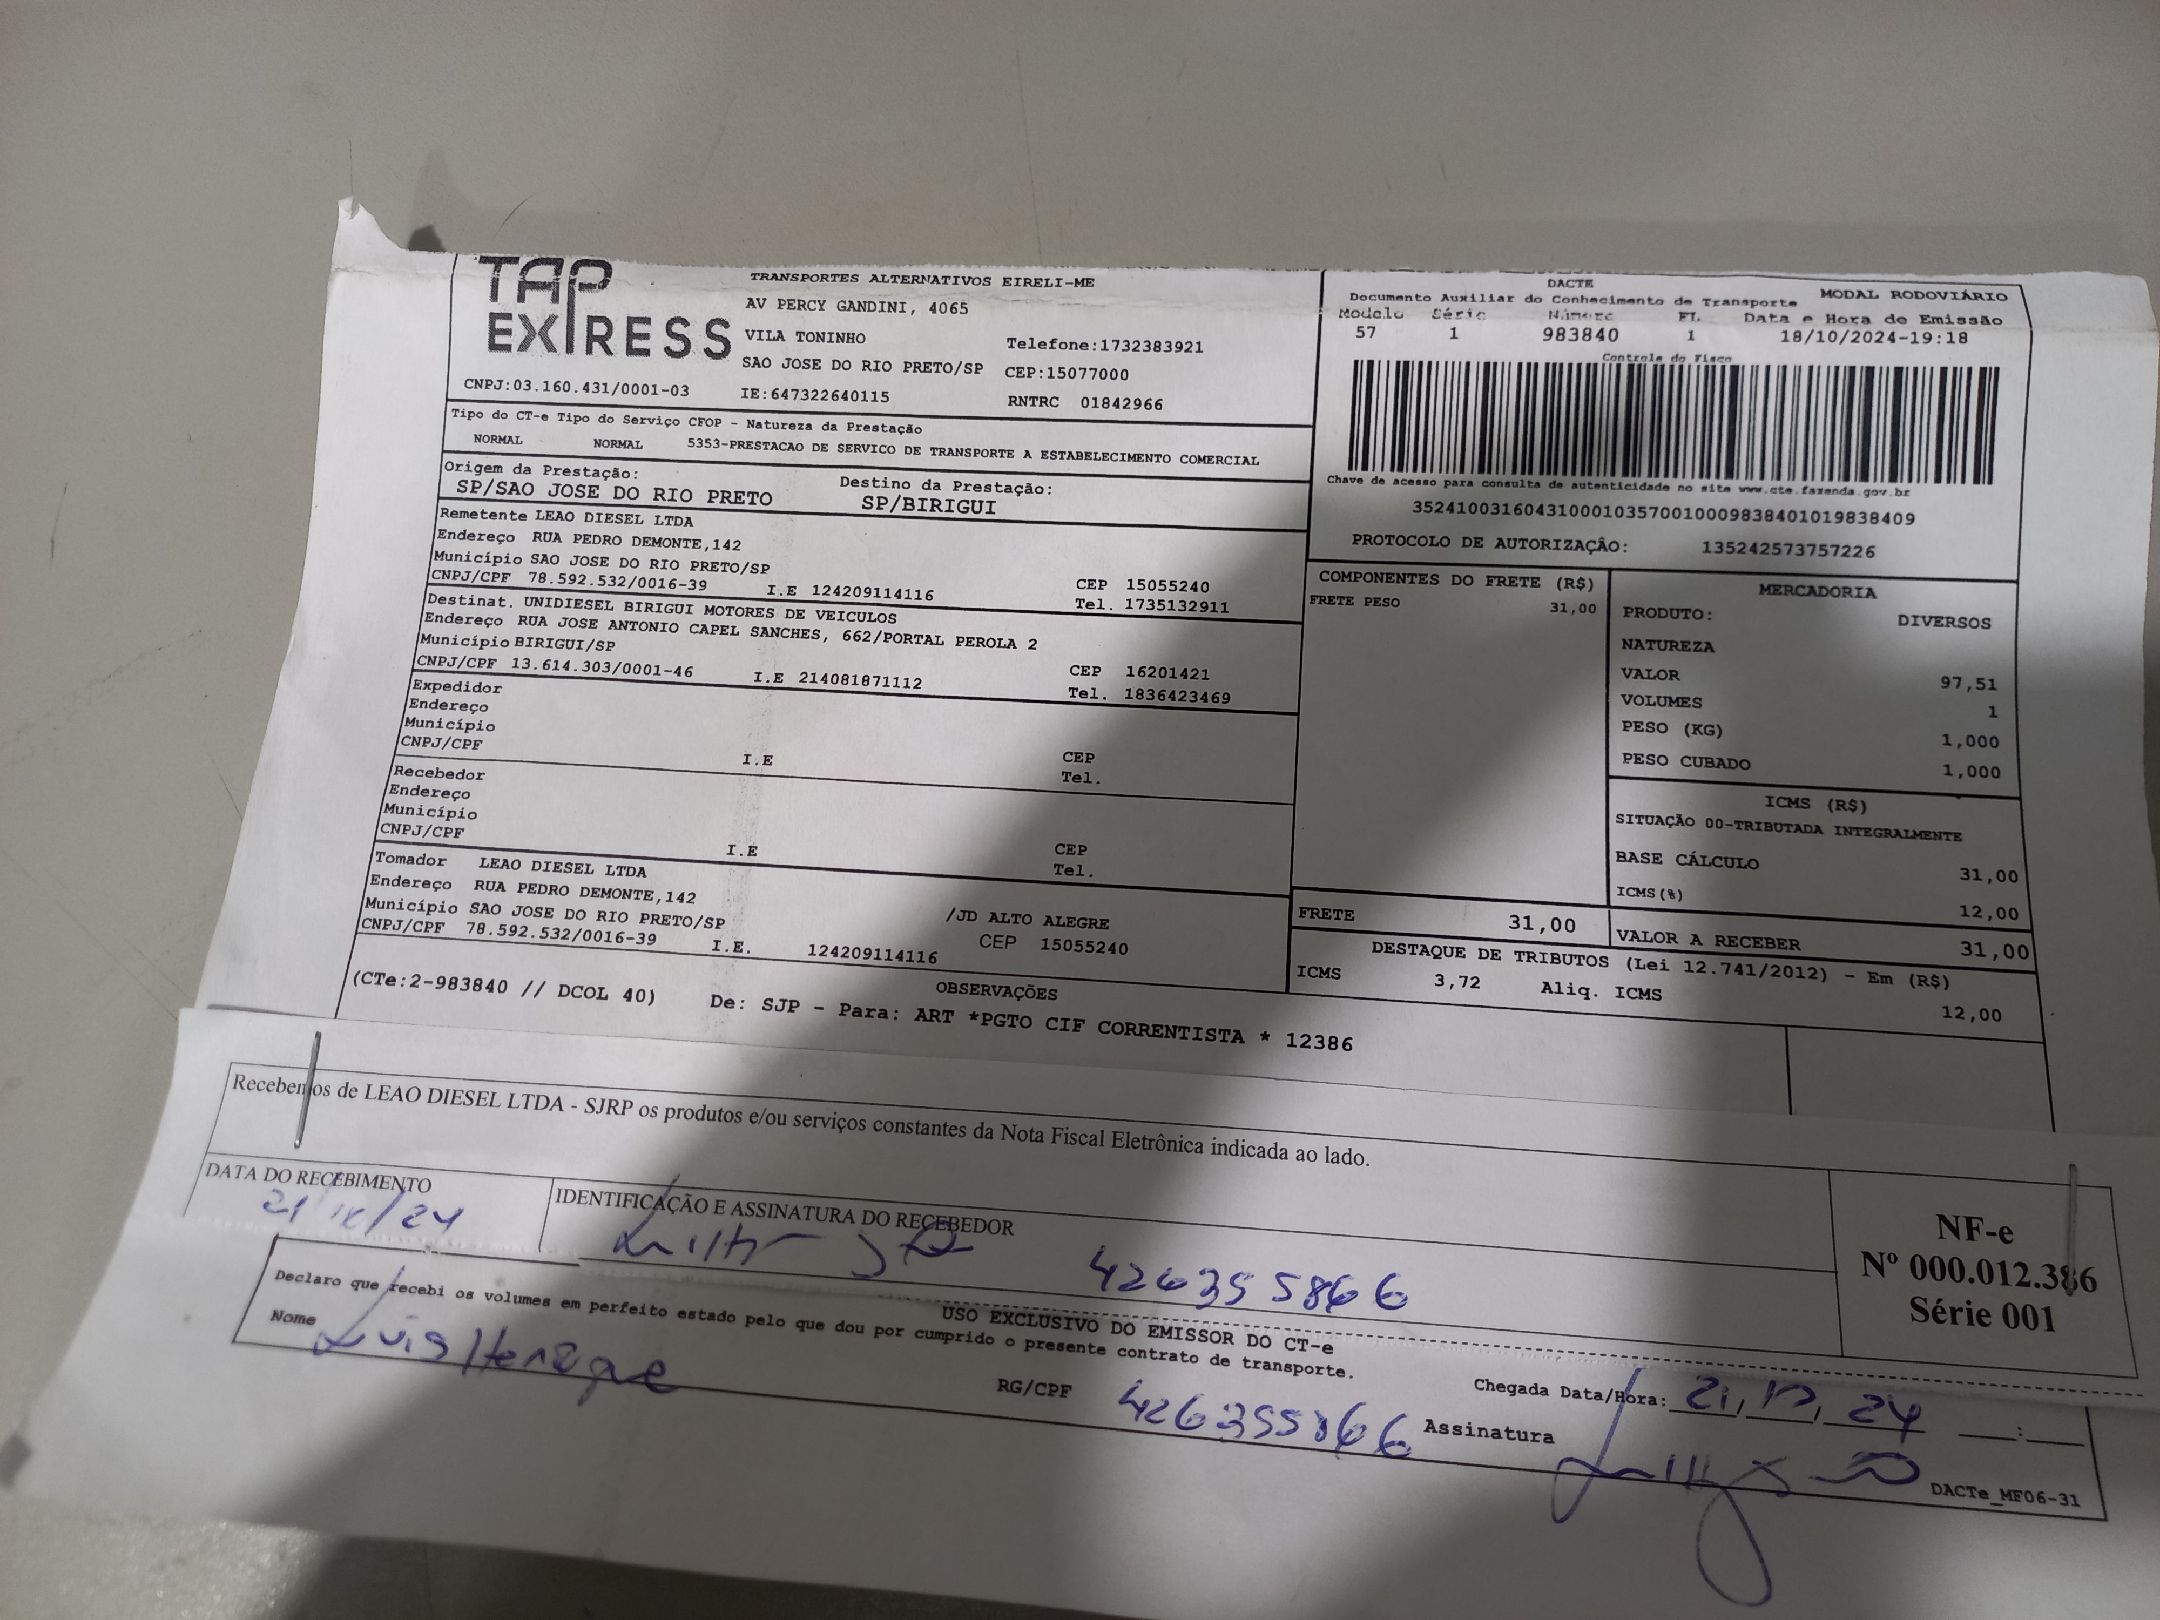 TAP EXPRESS
TRANSPORTES ALTERNATIVOS EIRELI-ME
AV PERCY GANDINI, 4065
VILA TONINHO Telefone:1732383921
SAO JOSE DO RIO PRETO/SP CEP:15077000
CNPJ:03.160.431/0001-03 IE:647322640115 RNTRC 01842966
Tipo do CT-e Tipo do Serviço CFOP - Natureza da Prestação
NORMAL NORMAL 5353-PRESTACAO DE SERVICO DE TRANSPORTE A ESTABELECIMENTO COMERCIAL
Origem da Prestação: Destino da Prestação:
SP/SAO JOSE DO RIO PRETO SP/BIRIGUI
Remetente LEAO DIESEL LTDA
Endereço RUA PEDRO DEMONTE,142
Município SAO JOSE DO RIO PRETO/SP CEP 15055240
CNPJ/CPF 78.592.532/0016-39 I.E 124209114116 Tel. 1735132911
Destinat. UNIDIESEL BIRIGUI MOTORES DE VEICULOS
Endereço RUA JOSE ANTONIO CAPEL SANCHES, 662/PORTAL PEROLA 2
Município BIRIGUI/SP CEP 16201421
CNPJ/CPF 13.614.303/0001-46 I.E 214081871112 Tel. 1836423469
Expedidor
Endereço
Município CEP
CNPJ/CPF I.E Tel.
Recebedor
Endereço
Município CEP
CNPJ/CPF I.E Tel.
Tomador LEAO DIESEL LTDA
Endereço RUA PEDRO DEMONTE,142 /JD ALTO ALEGRE
Município SAO JOSE DO RIO PRETO/SP CEP 15055240
CNPJ/CPF 78.592.532/0016-39 I.E. 124209114116
DACTE
Documento Auxiliar do Conhecimento de Transporte MODAL RODOVIÁRIO
Modelo Série Número FL Data e Hora de Emissão
57 1 983840 1 18/10/2024-19:18
Controle do Fisco
Chave de acesso para consulta de autenticidade no site www.cte.fazenda.gov.br
35241003160431000103570010009838401019838409
PROTOCOLO DE AUTORIZAÇÃO: 135242573757226
COMPONENTES DO FRETE (R$)
FRETE PESO 31,00
MERCADORIA
PRODUTO: DIVERSOS
NATUREZA
VALOR 97,51
VOLUMES 1
PESO (KG) 1,000
PESO CUBADO 1,000
ICMS (R$)
SITUAÇÃO 00-TRIBUTADA INTEGRALMENTE
BASE CÁLCULO 31,00
ICMS(%) 12,00
FRETE 31,00 VALOR A RECEBER 31,00
DESTAQUE DE TRIBUTOS (Lei 12.741/2012) - Em (R$)
ICMS 3,72 Aliq. ICMS 12,00
OBSERVAÇÕES
(CTe:2-983840 // DCOL 40) De: SJP - Para: ART *PGTO CIF CORRENTISTA * 12386
Recebemos de LEAO DIESEL LTDA - SJRP os produtos e/ou serviços constantes da Nota Fiscal Eletrônica indicada ao lado.
DATA DO RECEBIMENTO IDENTIFICAÇÃO E ASSINATURA DO RECEBEDOR
21/10/24 426355866
NF-e
Nº 000.012.386
Série 001
USO EXCLUSIVO DO EMISSOR DO CT-e
Declaro que recebi os volumes em perfeito estado pelo que dou por cumprido o presente contrato de transporte.
Nome Luis Henrique RG/CPF 426355866
Chegada Data/Hora: 21,10,24 :
Assinatura
DACTe_MF06-31